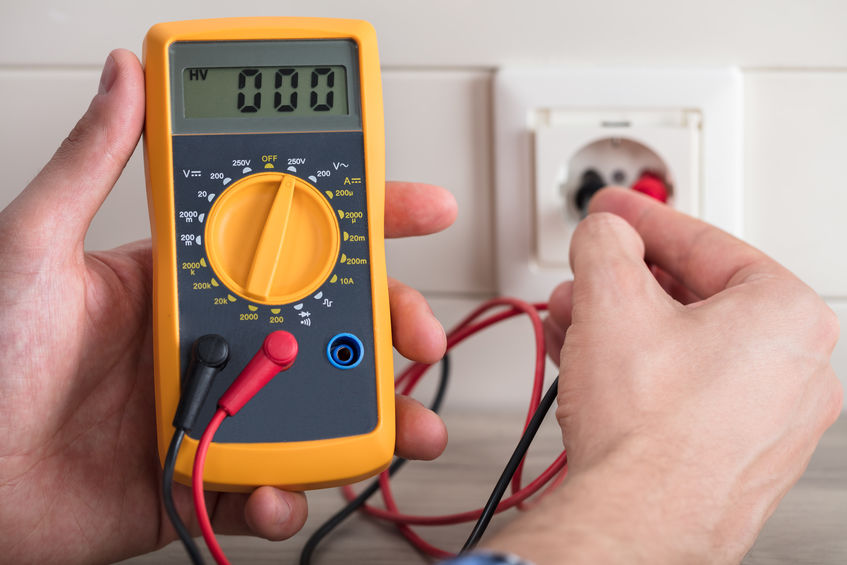 HV 000
OFF
250V 250V
V⎓ 200 200 V~
20 A⎓
2000m 200µ
200m 2000µ
2000k 20m
200k 200m
20k 10A
2000 200